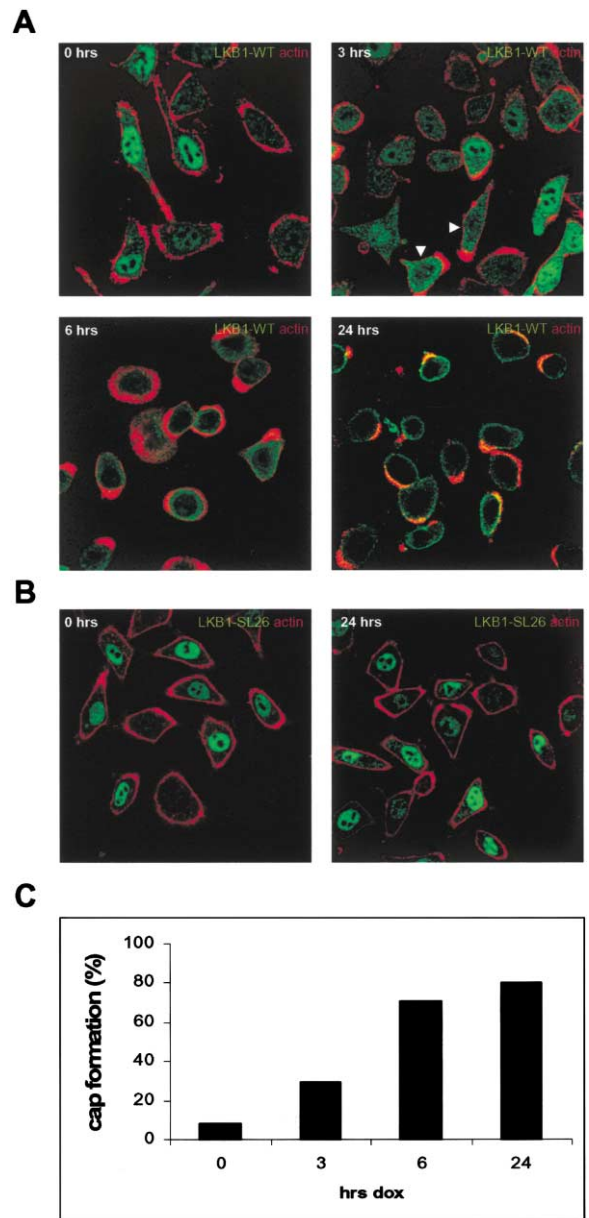 A
0 hrs LKB1-WT actin
3 hrs LKB1-WT actin
6 hrs LKB1-WT actin
24 hrs LKB1-WT actin
B
0 hrs LKB1-SL26 actin
24 hrs LKB1-SL26 actin
C
cap formation (%)
100
80
60
40
20
0
0 3 6 24
hrs dox